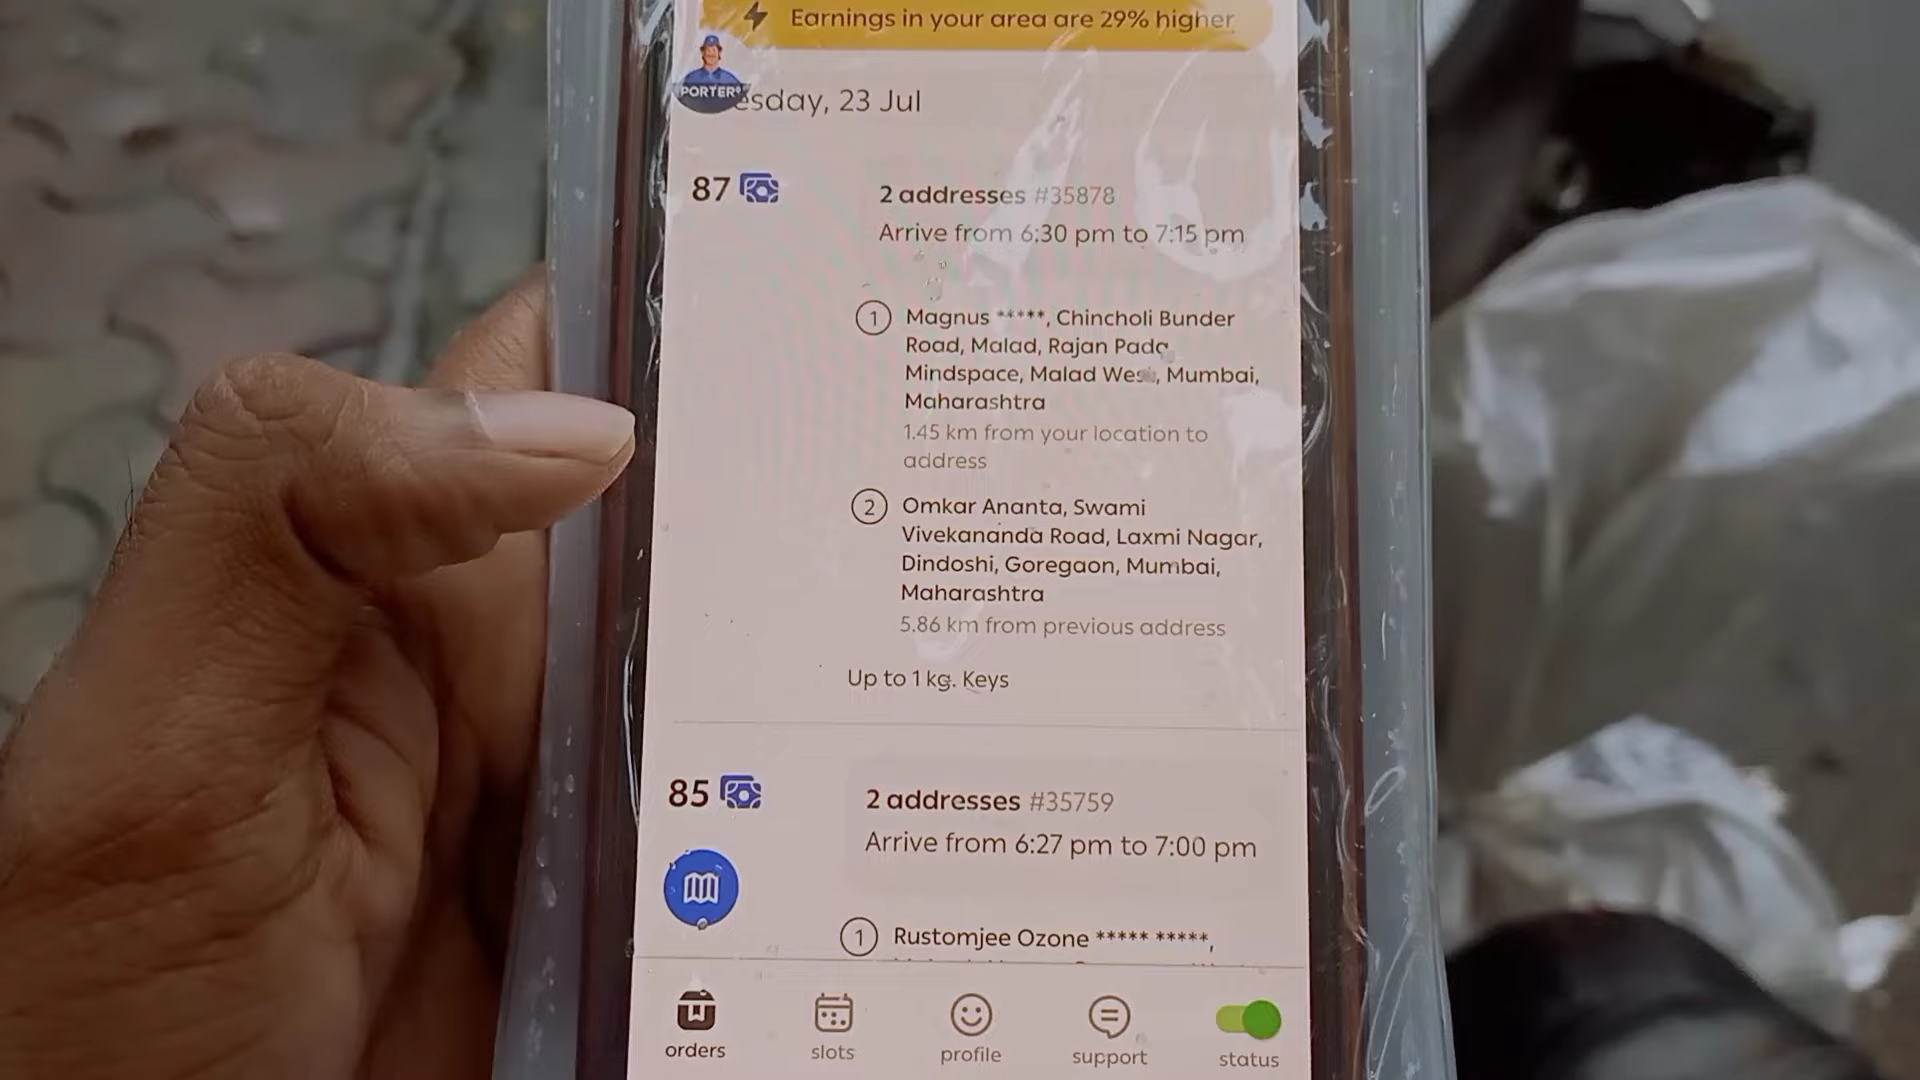 Earnings in your area are 29% higher
PORTER
esday, 23 Jul
87
2 addresses #35878
Arrive from 6:30 pm to 7:15 pm
1 Magnus *****, Chincholi Bunder
Road, Malad, Rajan Pada
Mindspace, Malad West, Mumbai,
Maharashtra
1.45 km from your location to
address
2 Omkar Ananta, Swami
Vivekananda Road, Laxmi Nagar,
Dindoshi, Goregaon, Mumbai,
Maharashtra
5.86 km from previous address
Up to 1 kg. Keys
85
2 addresses #35759
Arrive from 6:27 pm to 7:00 pm
1 Rustomjee Ozone ***** *****,
orders
slots
profile
support
status